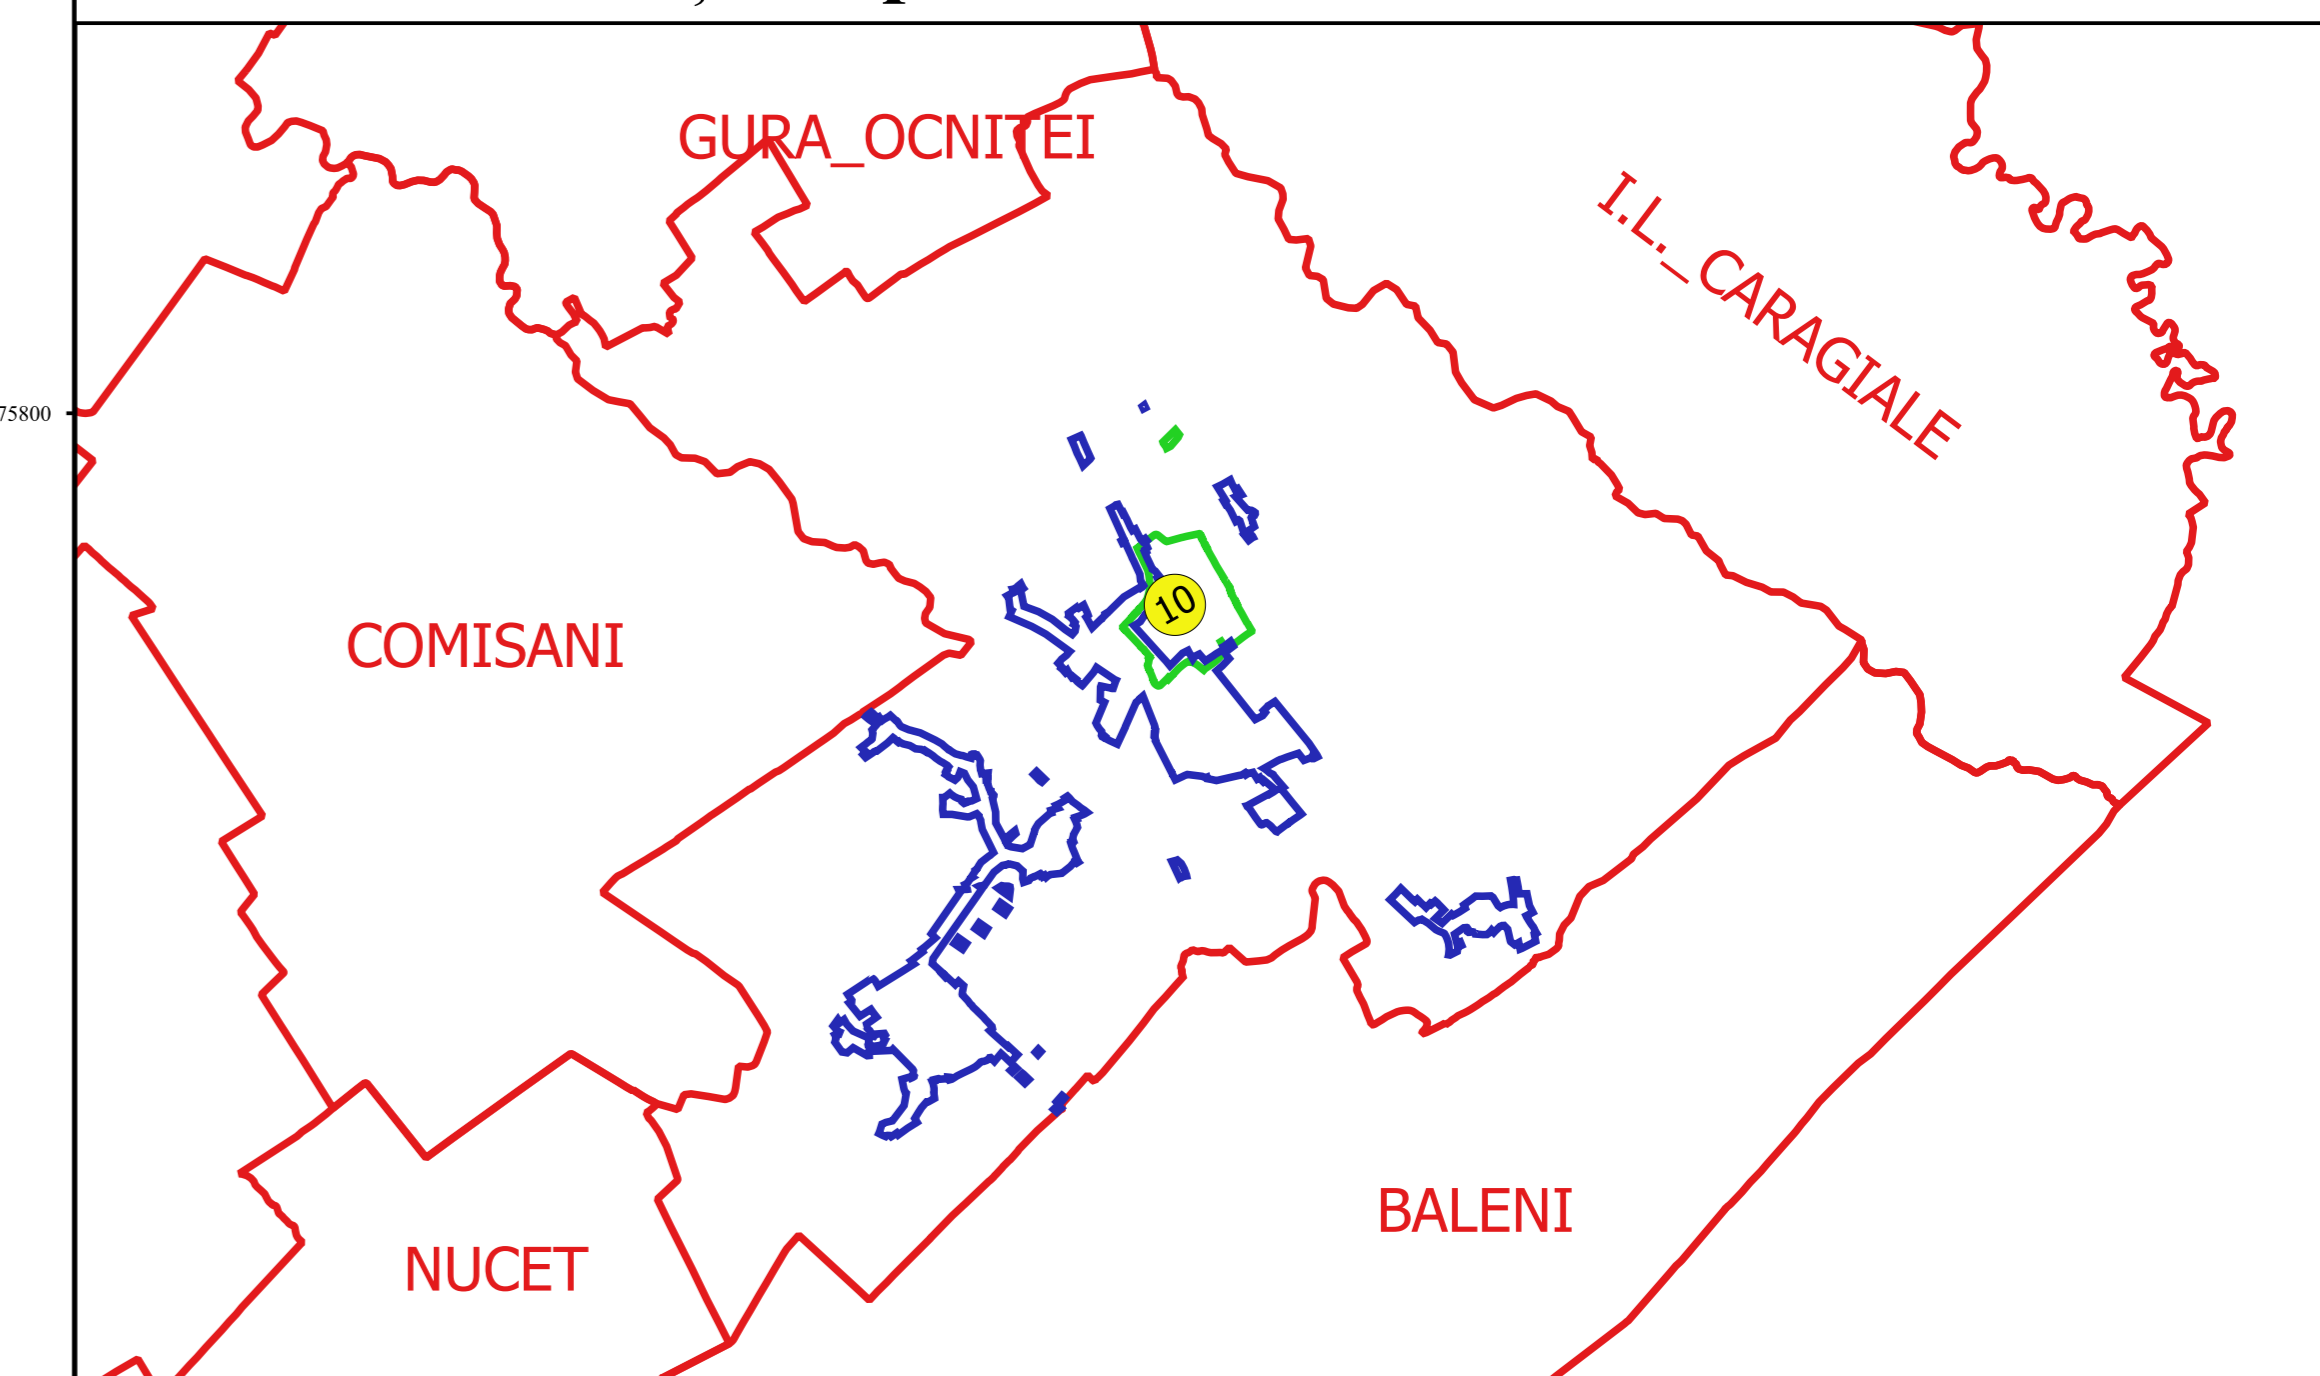 GURA_OCNITEI
I.L._CARAGIALE
75800
10
COMISANI
BALENI
NUCET